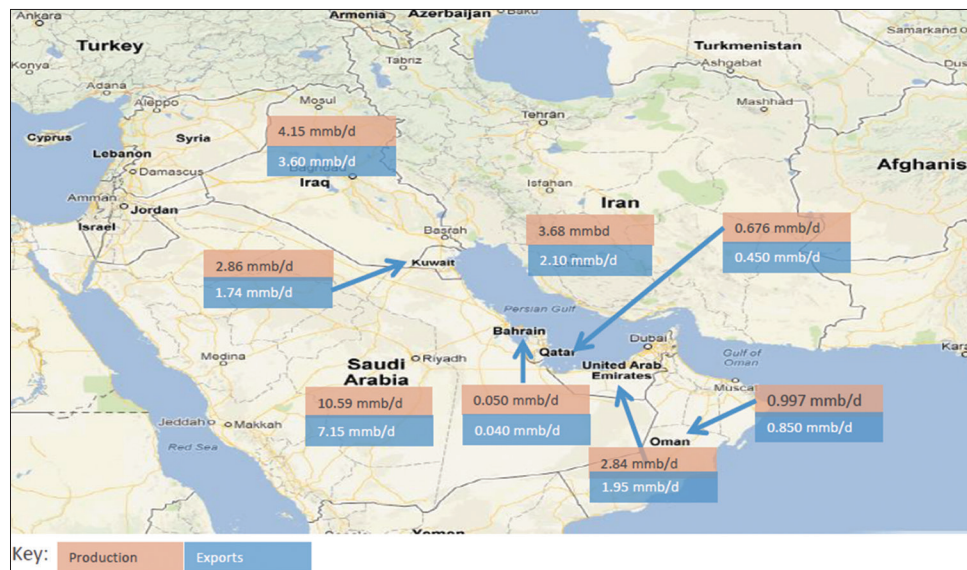 Ankara
Armenia
Azerbaijan
Baku
Samarkand
Turkey
Turkmenistan
Konya
Tabriz
Ashgabat
Adana
Aleppo
Mosul
Mashhad
Tehran
4.15 mmb/d
Cyprus
Syria
Lebanon
3.60 mmb/d
Afghanis
Damascus
Iraq
Isfahan
Amman
Jordan
Iran
Israel
Basrah
3.68 mmbd
0.676 mmb/d
2.10 mmb/d
0.450 mmb/d
Kuwait
2.86 mmb/d
1.74 mmb/d
Persian Gulf
Bahrain
Dubai
Kara
Qatar
Gulf of
Oman
Medina
Saudi
Arabia
Riyadh
United Arab
Emirates
Muscat
10.59 mmb/d
0.050 mmb/d
0.997 mmb/d
7.15 mmb/d
0.040 mmb/d
0.850 mmb/d
Jeddah
Makkah
Red Sea
Oman
2.84 mmb/d
1.95 mmb/d
Key:
Production
Exports